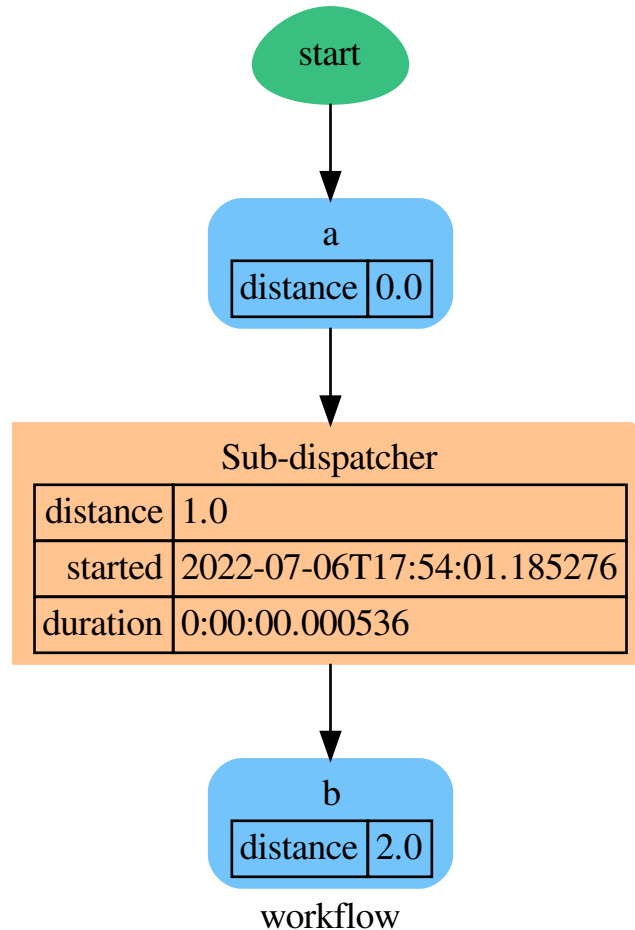 start
a
distance 0.0
Sub-dispatcher
distance 1.0
started 2022-07-06T17:54:01.185276
duration 0:00:00.000536
b
distance 2.0
workflow